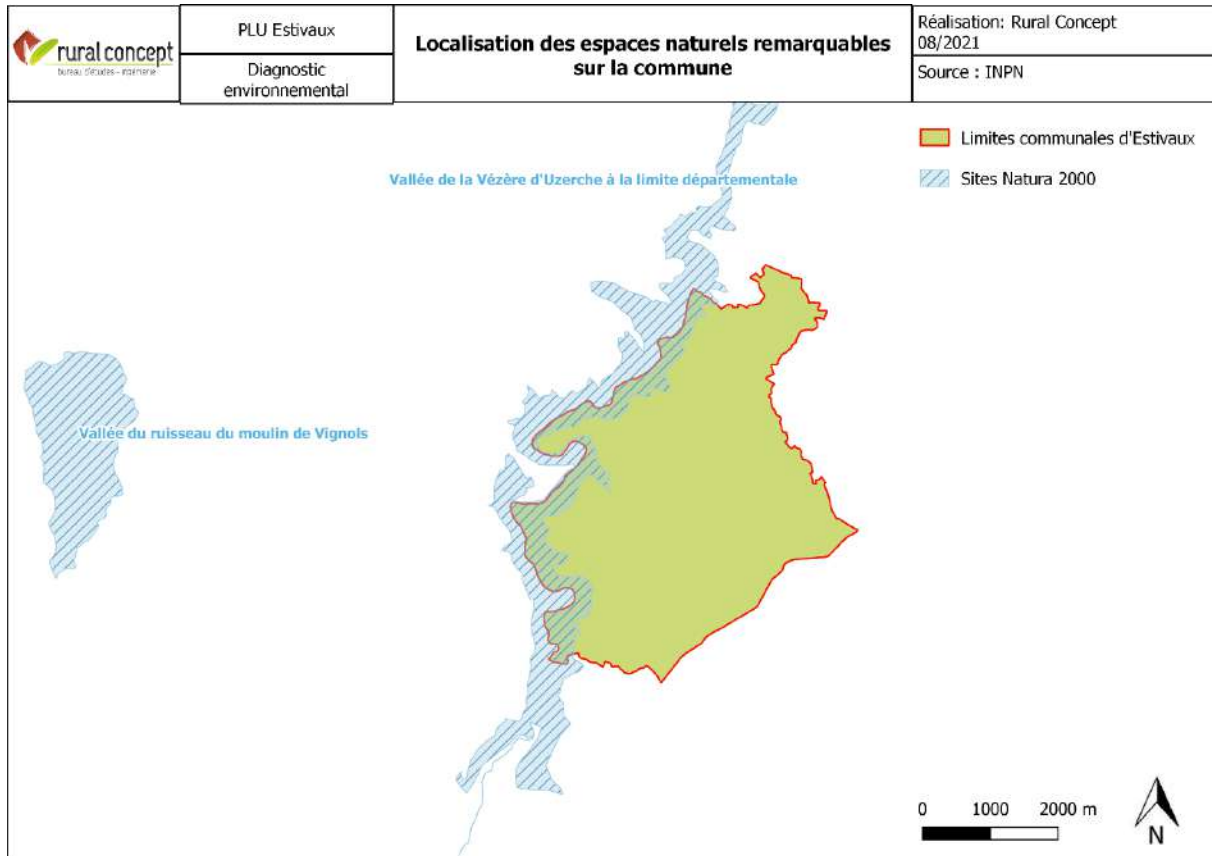 rural concept
bureau d'études - ingénierie
PLU Estivaux
Diagnostic
environnemental
Localisation des espaces naturels remarquables
sur la commune
Réalisation: Rural Concept
08/2021
Source : INPN
Limites communales d'Estivaux
Sites Natura 2000
Vallée de la Vézère d'Uzerche à la limite départementale
Vallée du ruisseau du moulin de Vignols
0 1000 2000 m
N